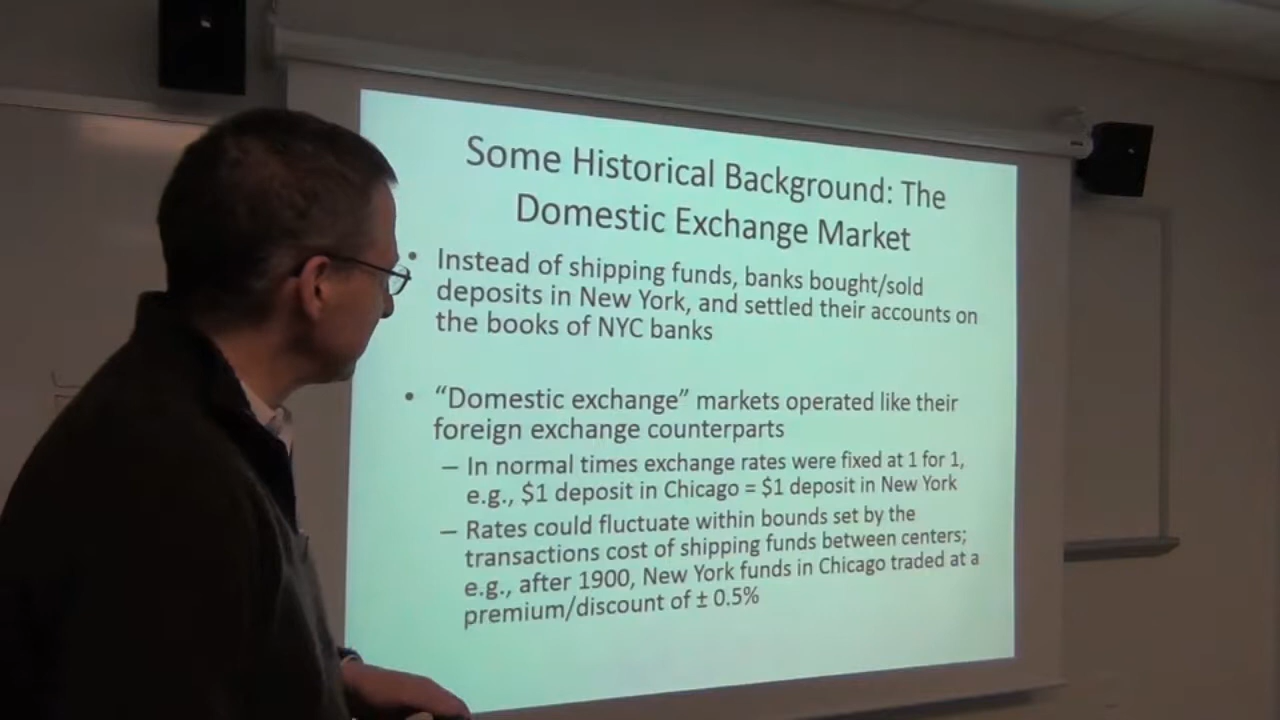 Some Historical Background: The
Domestic Exchange Market
• Instead of shipping funds, banks bought/sold
deposits in New York, and settled their accounts on
the books of NYC banks
• “Domestic exchange” markets operated like their
foreign exchange counterparts
– In normal times exchange rates were fixed at 1 for 1,
e.g., $1 deposit in Chicago = $1 deposit in New York
– Rates could fluctuate within bounds set by the
transactions cost of shipping funds between centers;
e.g., after 1900, New York funds in Chicago traded at a
premium/discount of ± 0.5%